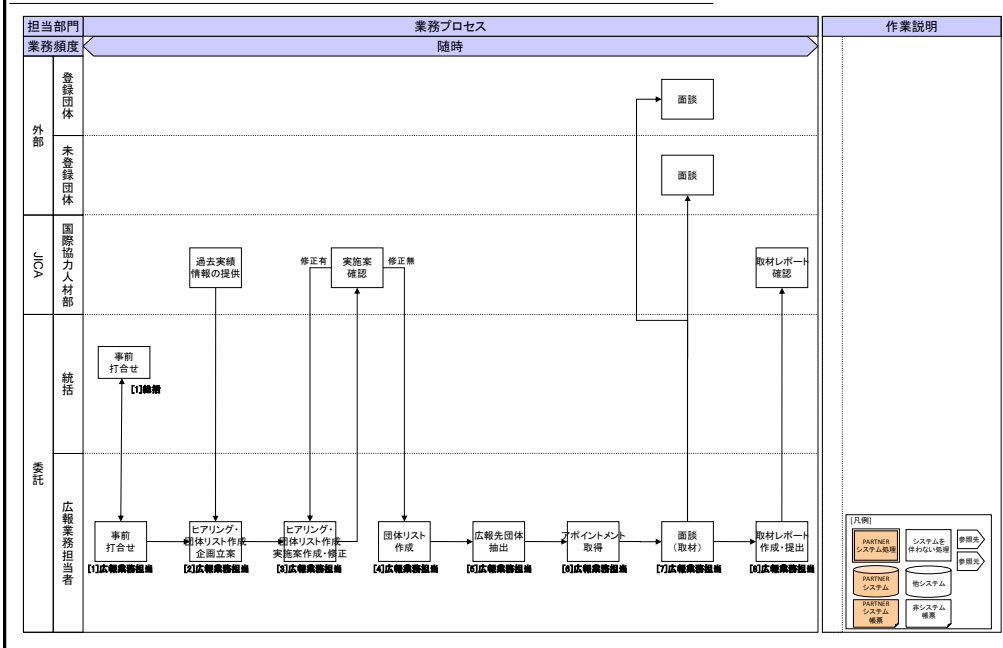 担当部門
業務プロセス
作業説明
業務頻度
随時
外部
登録団体
面談
未登録団体
面談
JICA
国際協力人材部
過去実績
情報の提供
修正有
実施案
確認
修正無
取材レポート
確認
委託
統括
事前
打合せ
[1]総括
広報業務担当者
事前
打合せ
[1]広報業務担当
ヒアリング・
団体リスト作成
企画立案
[2]広報業務担当
ヒアリング・
団体リスト作成
実施案作成・修正
[3]広報業務担当
団体リスト
作成
[4]広報業務担当
広報先団体
抽出
[5]広報業務担当
アポイントメント
取得
[6]広報業務担当
面談
(取材)
[7]広報業務担当
取材レポート
作成・提出
[8]広報業務担当
[凡例]
PARTNER
システム処理
システムを
伴わない処理
参照先
参照元
PARTNER
システム
他システム
PARTNER
システム
帳票
非システム
帳票